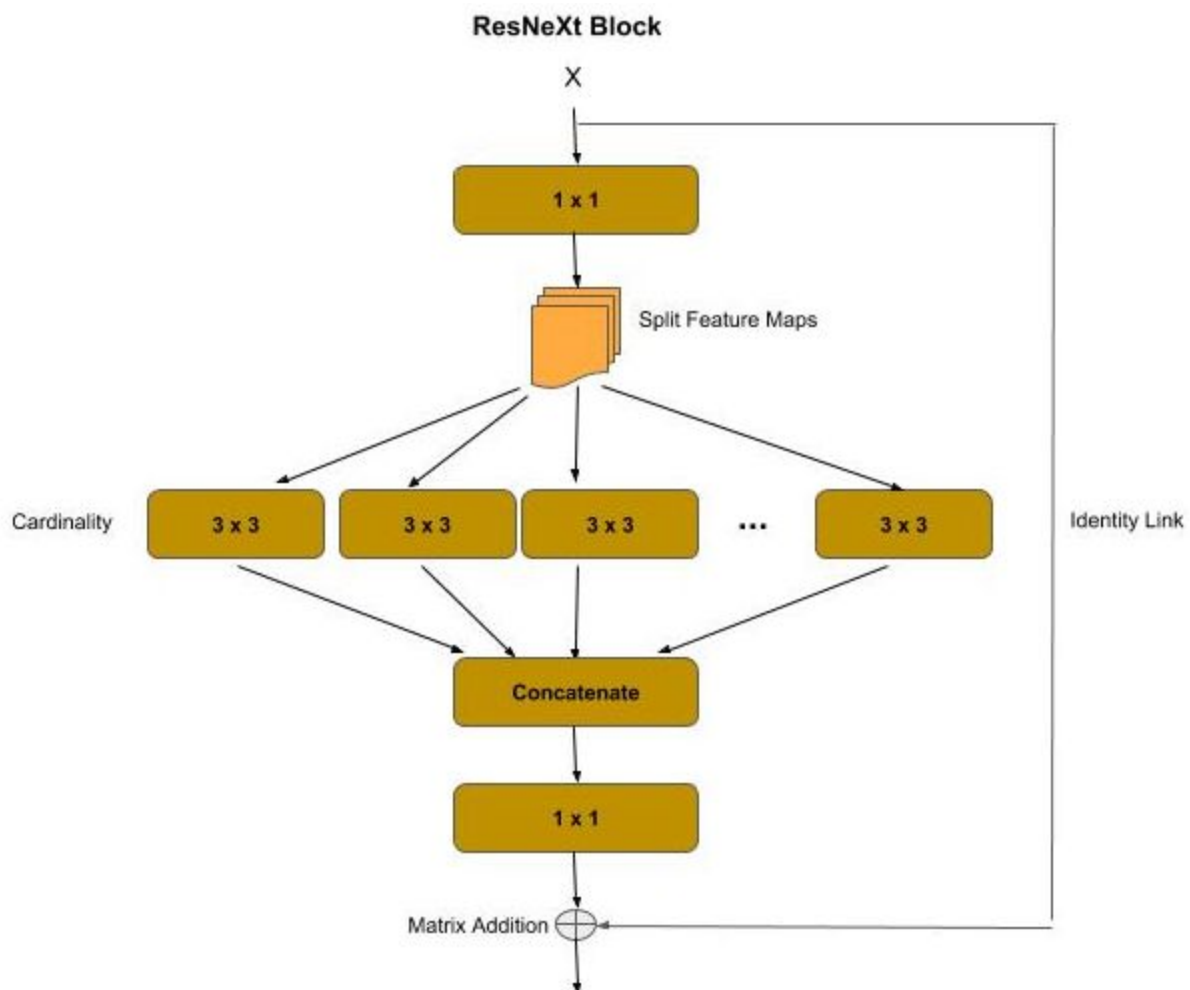 ResNeXt Block
X
1 x 1
Split Feature Maps
Cardinality
3 x 3
3 x 3
3 x 3
...
3 x 3
Identity Link
Concatenate
1 x 1
Matrix Addition